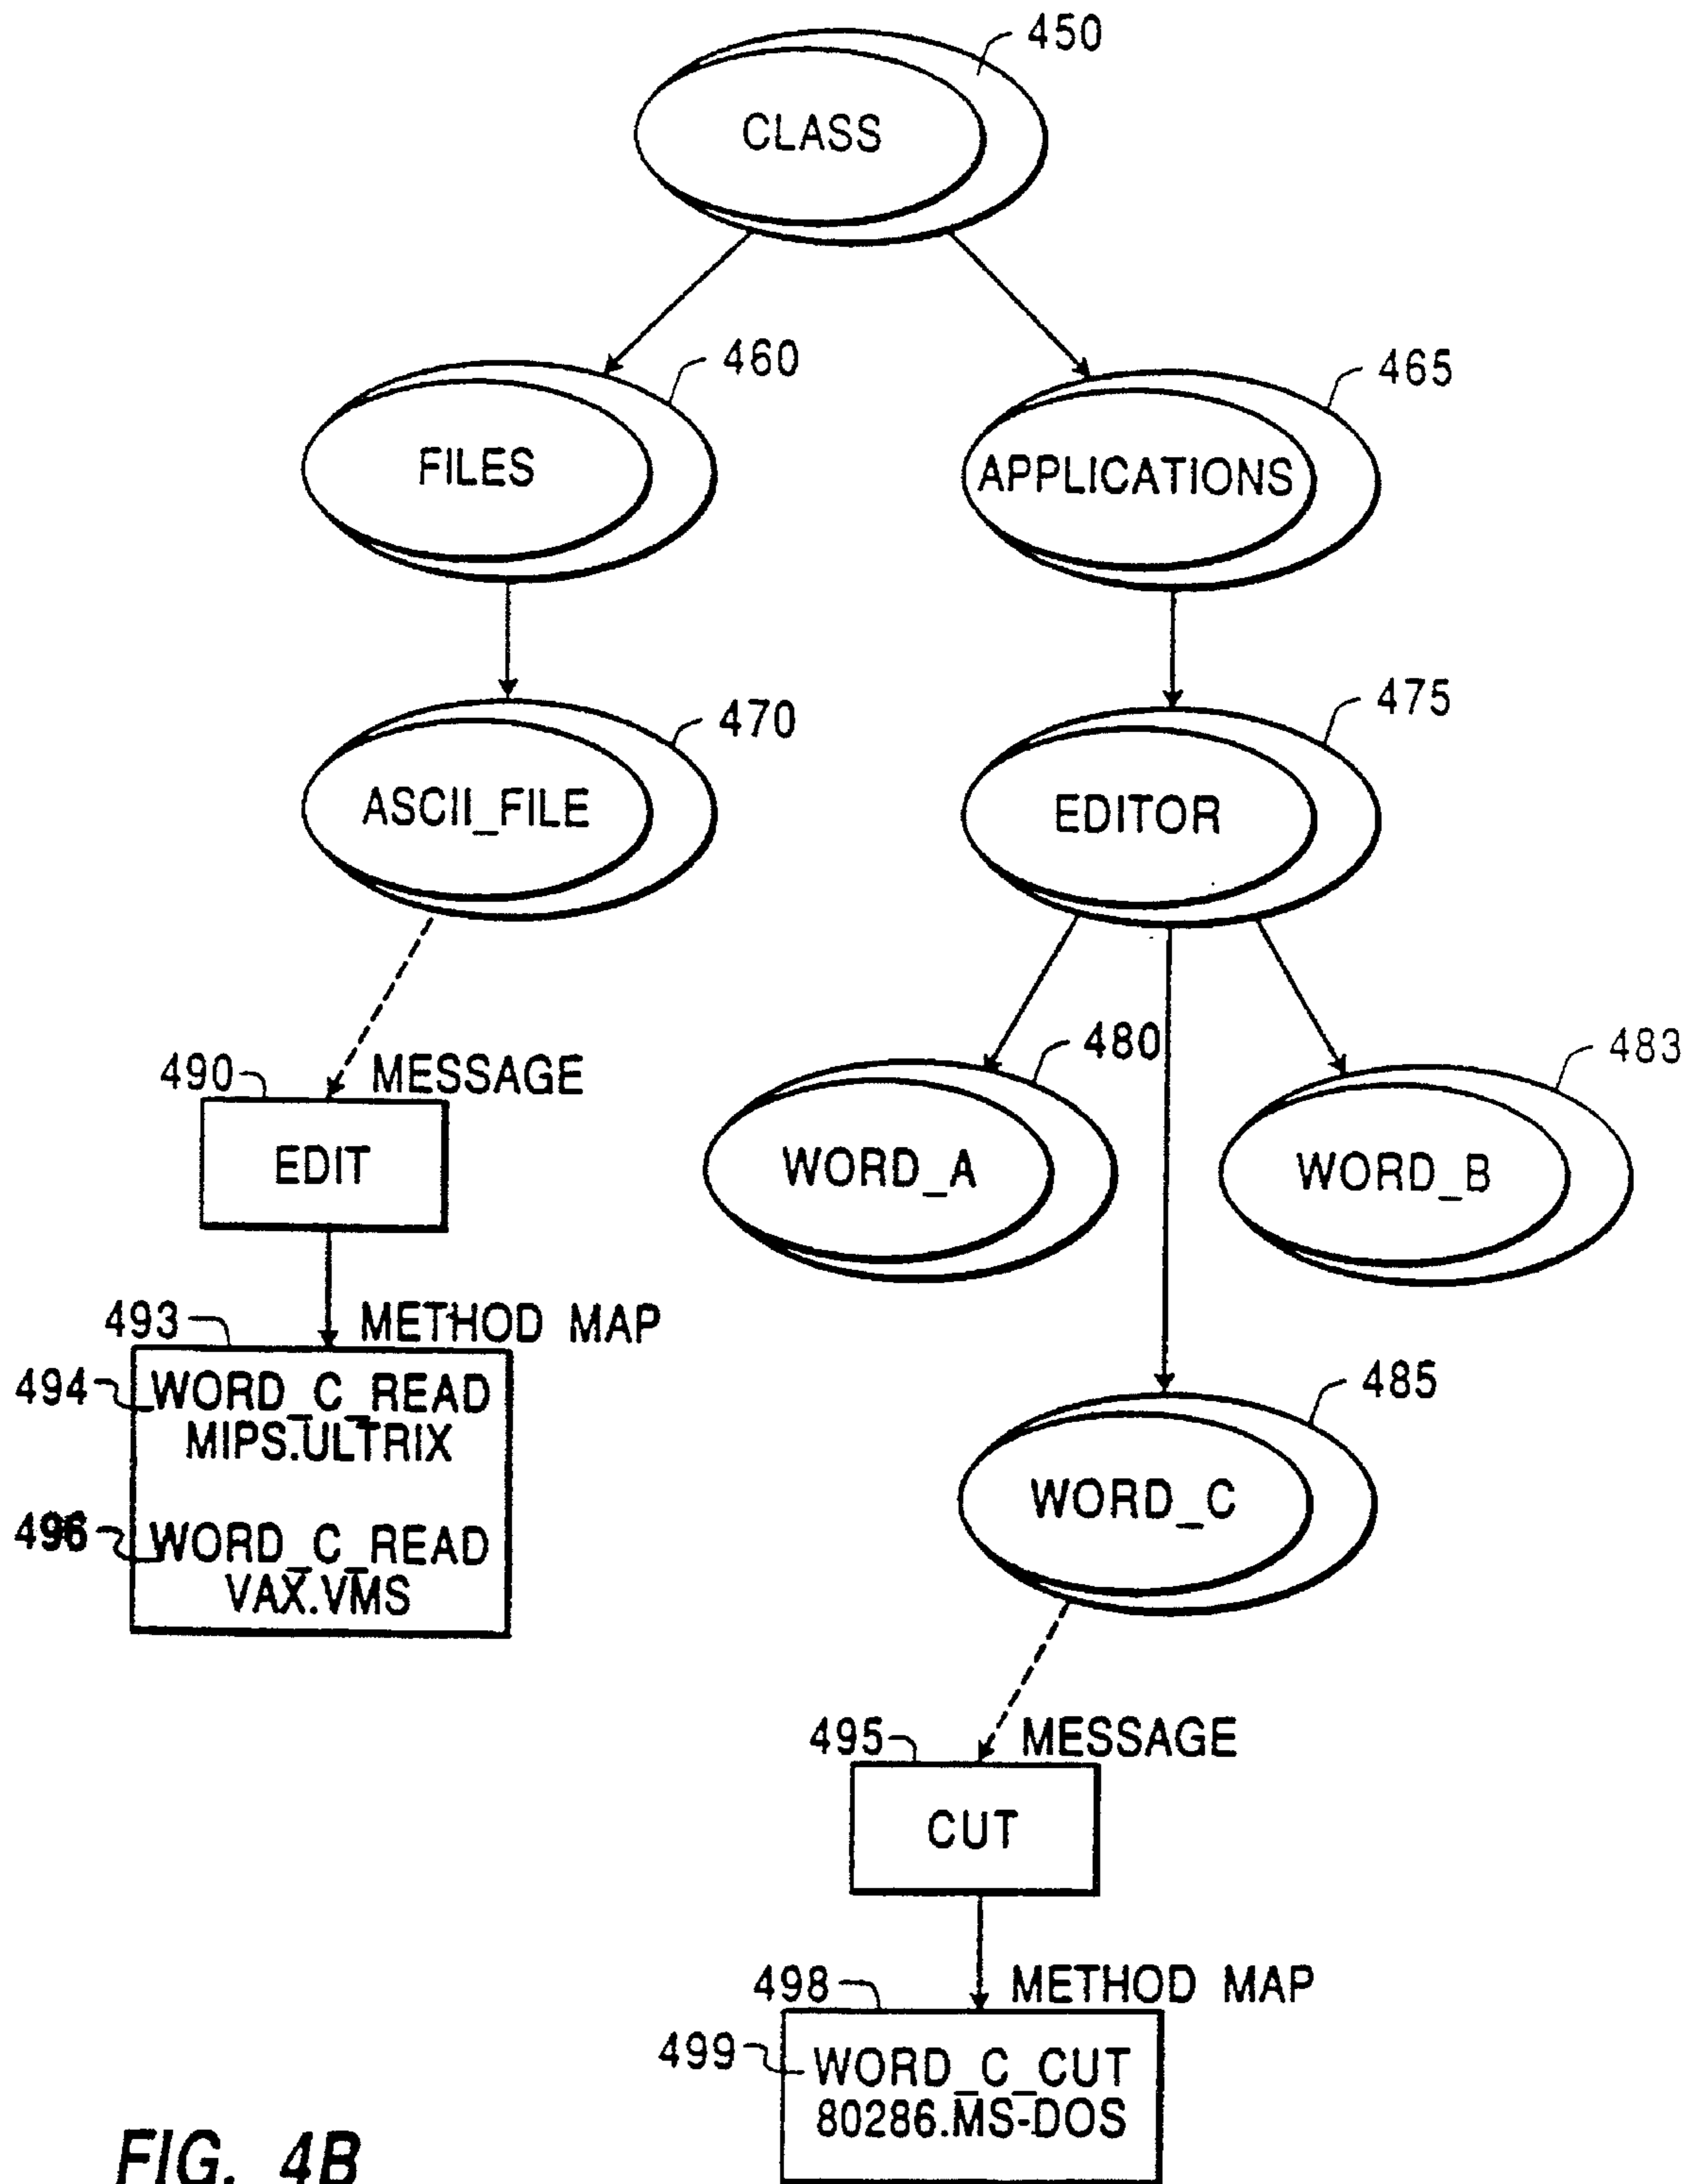 450
CLASS
460
465
FILES
APPLICATIONS
470
475
ASCII_FILE
EDITOR
480
483
490
MESSAGE
EDIT
WORD_A
WORD_B
493
METHOD MAP
494
WORD_C_READ
MIPS.ULTRIX
485
WORD_C_READ
VAX.VMS
WORD_C
495
MESSAGE
CUT
498
METHOD MAP
499
WORD_C_CUT
80286.MS-DOS
FIG. 4B